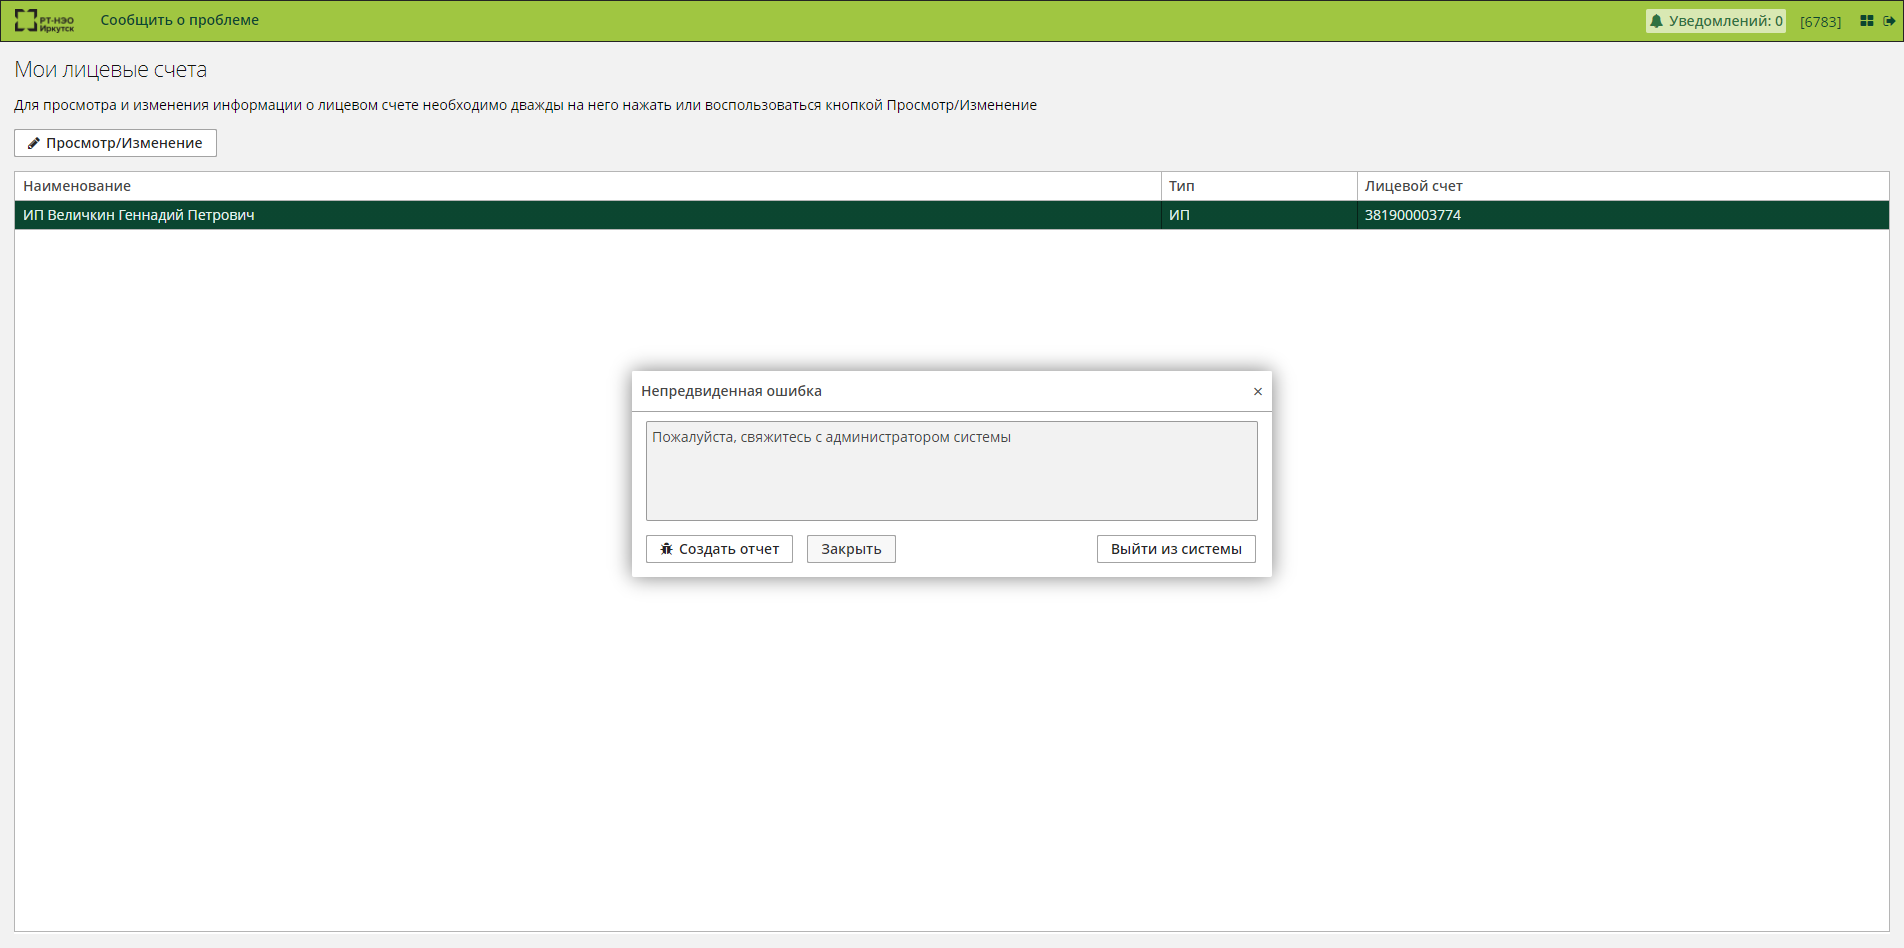 РТ-НЭО
Иркутск
Сообщить о проблеме
Уведомлений: 0
[6783]
Мои лицевые счета
Для просмотра и изменения информации о лицевом счете необходимо дважды на него нажать или воспользоваться кнопкой Просмотр/Изменение
Просмотр/Изменение
Наименование Тип Лицевой счет
ИП Величкин Геннадий Петрович ИП 381900003774
Непредвиденная ошибка ×
Пожалуйста, свяжитесь с администратором системы
Создать отчет Закрыть Выйти из системы